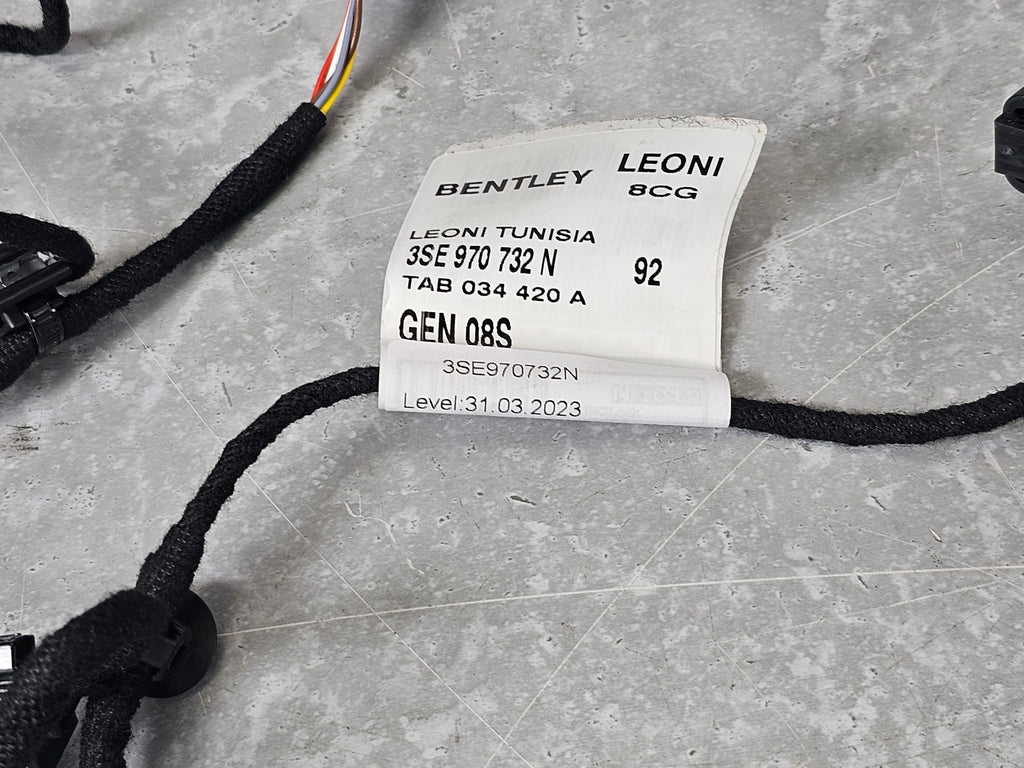 BENTLEY LEONI
8CG
LEONI TUNISIA
3SE 970 732 N 92
TAB 034 420 A
GEN 08S
3SE970732N
Level:31.03.2023